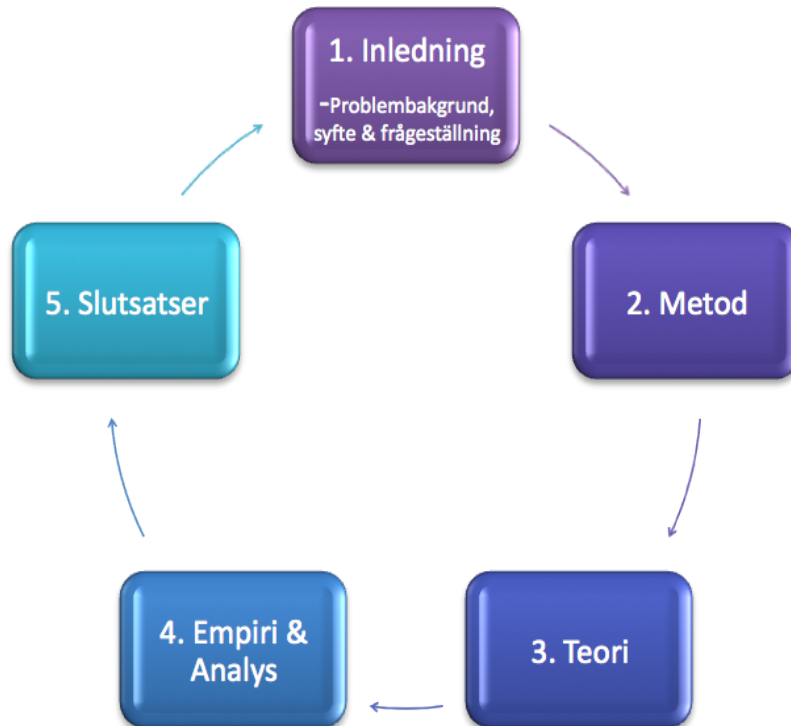 1. Inledning
-Problembakgrund,
syfte & frågeställning
2. Metod
3. Teori
4. Empiri &
Analys
5. Slutsatser